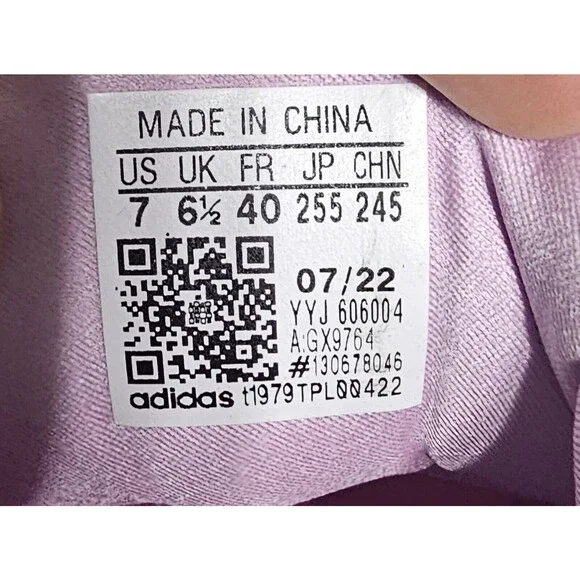 MADE IN CHINA
US UK FR JP CHN
7 6½ 40 255 245
07/22
YYJ 606004
A:GX9764
#130678046
adidas t1979TPLQQ422